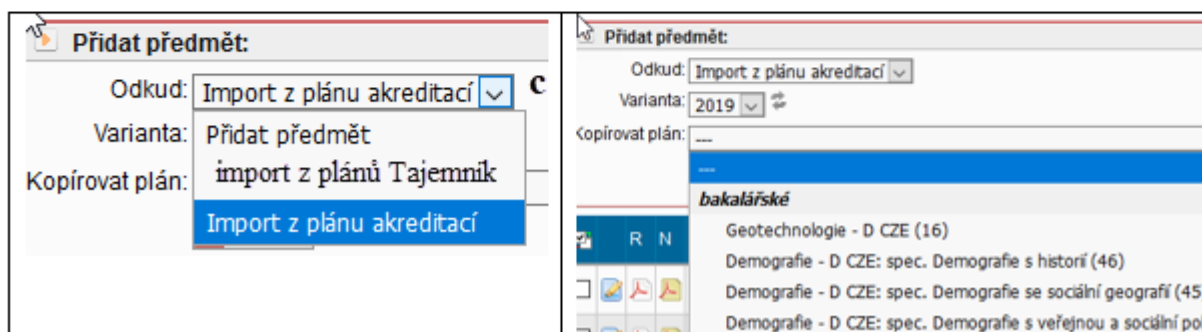 Přidat předmět:
Odkud: Import z plánu akreditací c
Varianta: Přidat předmět
import z plánů Tajemník
Kopírovat plán:
Import z plánu akreditací
Přidat předmět:
Odkud: Import z plánu akreditací
Varianta: 2019
Kopírovat plán: ---
---
bakalářské
R N
Geotechnologie - D CZE (16)
Demografie - D CZE: spec. Demografie s historií (46)
Demografie - D CZE: spec. Demografie se sociální geografií (45
Demografie - D CZE: spec. Demografie s veřejnou a sociální po